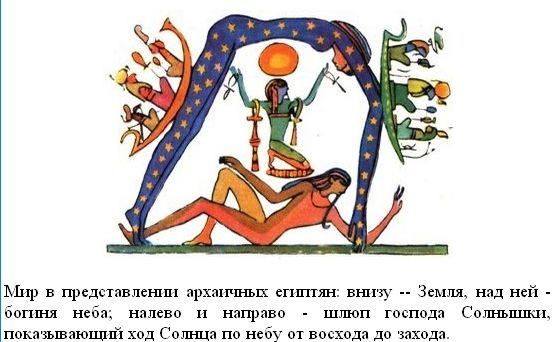 Мир в представлении архаичных египтян: внизу -- Земля, над ней -
богиня неба; налево и направо - шлюп господа Солнышки,
показывающий ход Солнца по небу от восхода до захода.